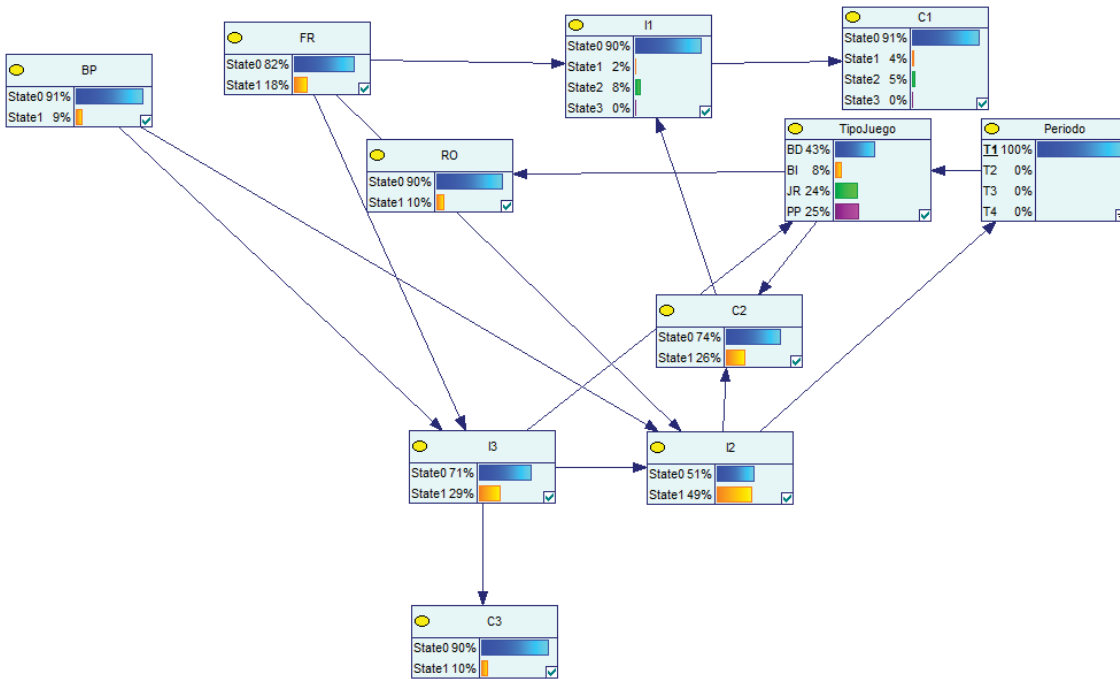 BP
State0 91%
State1 9%
FR
State0 82%
State1 18%
I1
State0 90%
State1 2%
State2 8%
State3 0%
C1
State0 91%
State1 4%
State2 5%
State3 0%
RO
State0 90%
State1 10%
TipoJuego
BD 43%
BI 8%
JR 24%
PP 25%
Periodo
T1 100%
T2 0%
T3 0%
T4 0%
C2
State0 74%
State1 26%
I3
State0 71%
State1 29%
I2
State0 51%
State1 49%
C3
State0 90%
State1 10%